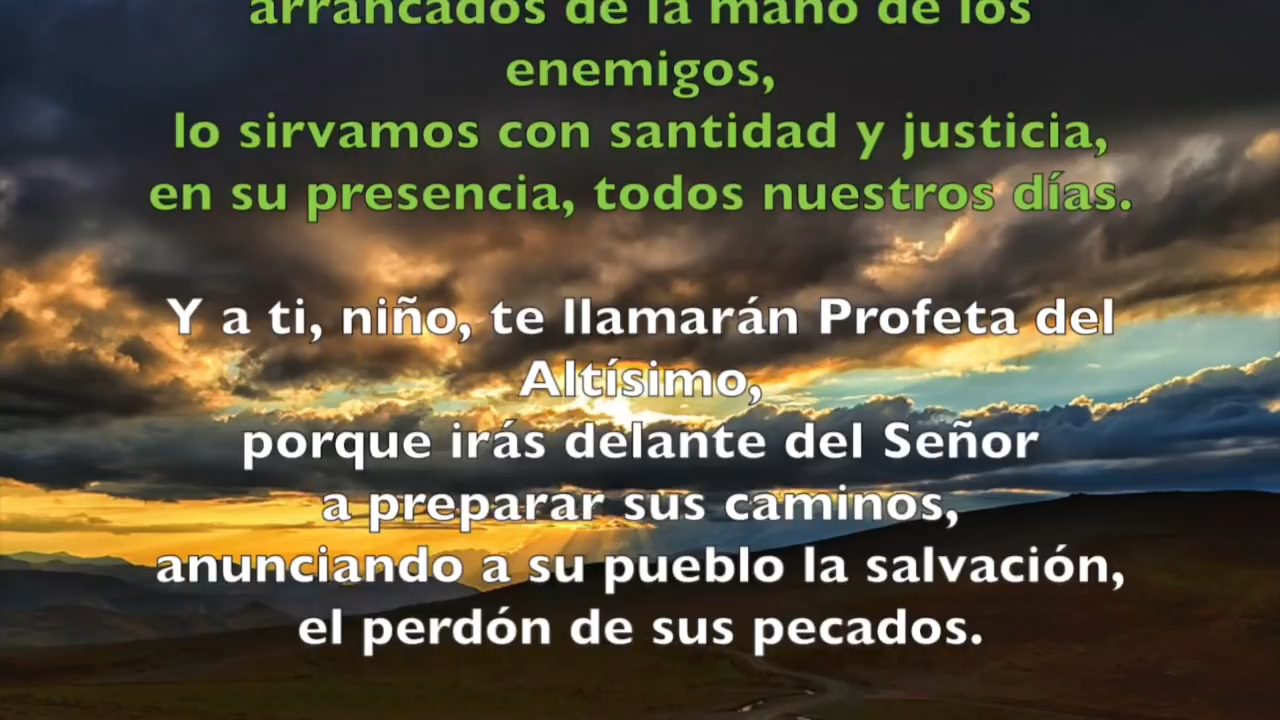 arrancados de la mano de los
enemigos,
lo sirvamos con santidad y justicia,
en su presencia, todos nuestros días.
Y a ti, niño, te llamarán Profeta del
Altísimo,
porque irás delante del Señor
a preparar sus caminos,
anunciando a su pueblo la salvación,
el perdón de sus pecados.